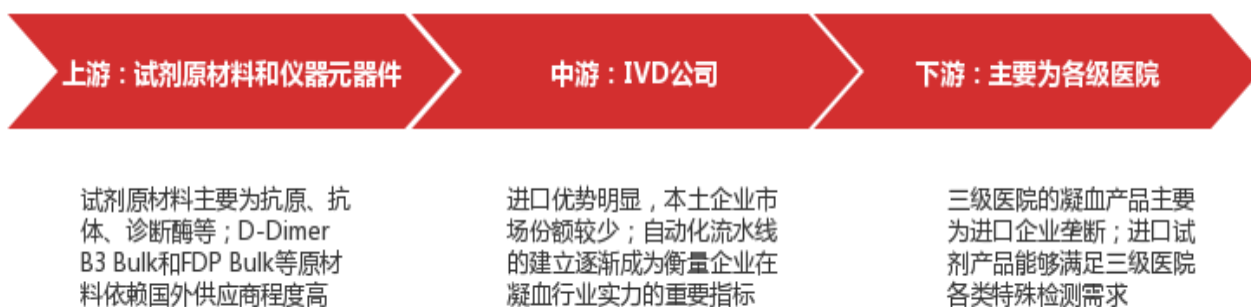 上游：试剂原材料和仪器元器件
中游：IVD公司
下游：主要为各级医院
试剂原材料主要为抗原、抗
体、诊断酶等；D-Dimer
B3 Bulk和FDP Bulk等原材
料依赖国外供应商程度高
进口优势明显，本土企业市
场份额较少；自动化流水线
的建立逐渐成为衡量企业在
凝血行业实力的重要指标
三级医院的凝血产品主要
为进口企业垄断；进口试
剂产品能够满足三级医院
各类特殊检测需求